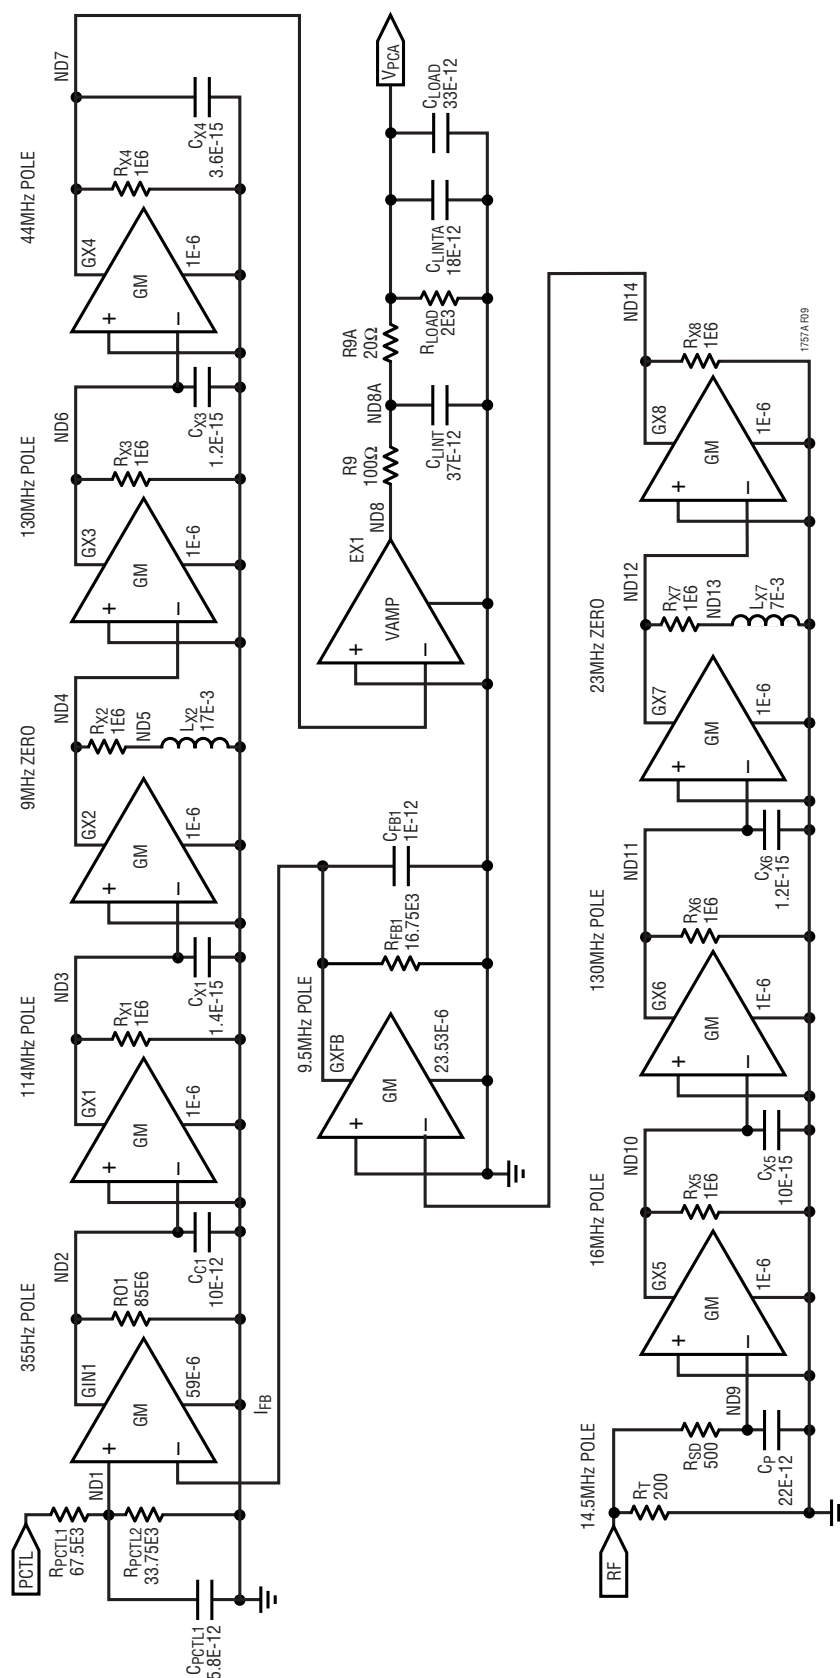 355Hz POLE
114MHz POLE
9MHz ZERO
130MHz POLE
44MHz POLE
PCTL
RPCTL1
67.5E3
ND1
RPCTL2
33.75E3
CPCTL1
5.8E-12
GIN1
+
−
GM
59E-6
RO1
85E6
ND2
CC1
10E-12
GX1
+
−
GM
1E-6
RX1
1E6
ND3
CX1
1.4E-15
GX2
+
−
GM
1E-6
RX2
1E6
ND5
LX2
17E-3
ND4
GX3
+
−
GM
1E-6
RX3
1E6
ND6
CX3
1.2E-15
GX4
+
−
GM
1E-6
RX4
1E6
ND7
CX4
3.6E-15
IFB
9.5MHz POLE
GXFB
+
−
GM
23.53E-6
RFB1
16.75E3
CFB1
1E-12
EX1
+
−
VAMP
ND8
R9
100Ω
ND8A
R9A
20Ω
CLINT
37E-12
RLOAD
2E3
CLINTA
18E-12
CLOAD
33E-12
VPCA
14.5MHz POLE
16MHz POLE
130MHz POLE
23MHz ZERO
RF
RT
200
RSD
500
ND9
CP
22E-12
GX5
+
−
GM
1E-6
RX5
1E6
ND10
CX5
10E-15
GX6
+
−
GM
1E-6
RX6
1E6
ND11
CX6
1.2E-15
GX7
+
−
GM
1E-6
ND12
RX7
1E6
ND13
LX7
7E-3
GX8
+
−
GM
1E-6
RX8
1E6
ND14
1757A F09